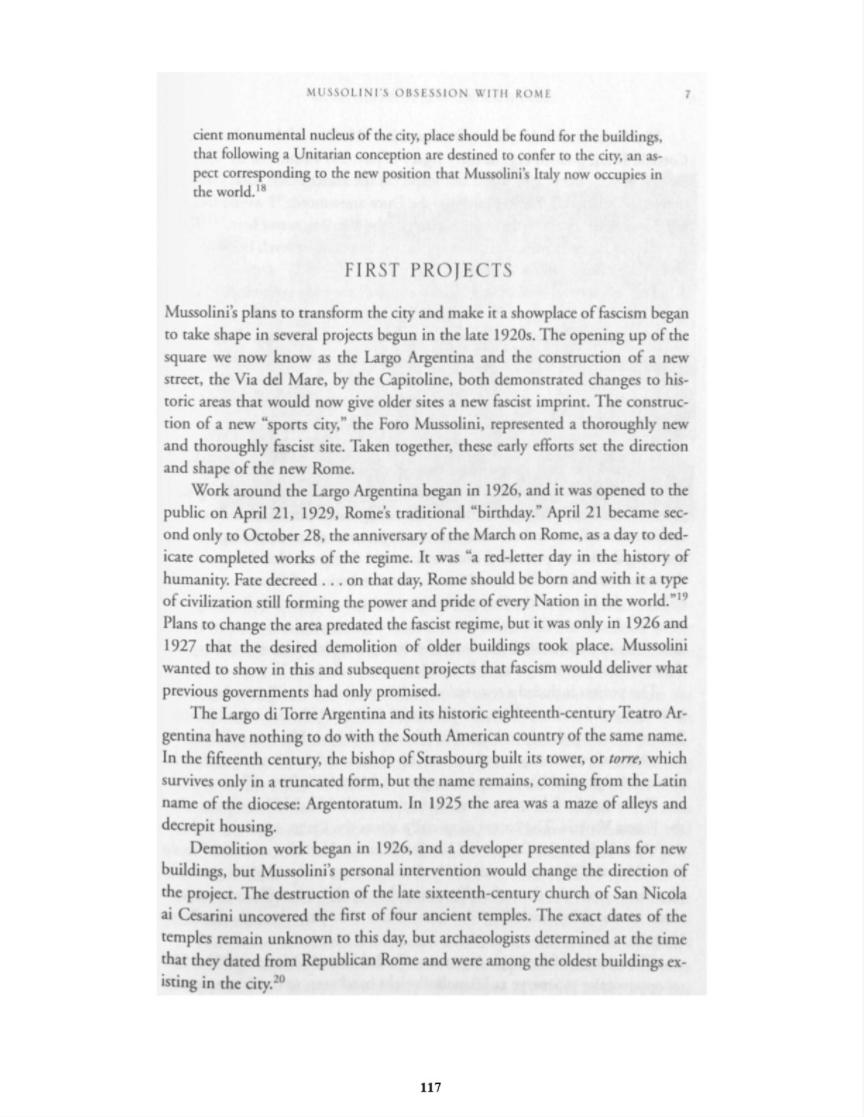 MUSSOLINI'S OBSESSION WITH ROME 7
cient monumental nucleus of the city, place should be found for the buildings,
that following a Unitarian conception are destined to confer to the city, an as-
pect corresponding to the new position that Mussolini's Italy now occupies in
the world.18
FIRST PROJECTS
Mussolini's plans to transform the city and make it a showplace of fascism began
to take shape in several projects begun in the late 1920s. The opening up of the
square we now know as the Largo Argentina and the construction of a new
street, the Via del Mare, by the Capitoline, both demonstrated changes to his-
toric areas that would now give older sites a new fascist imprint. The construc-
tion of a new “sports city,” the Foro Mussolini, represented a thoroughly new
and thoroughly fascist site. Taken together, these early efforts set the direction
and shape of the new Rome.
Work around the Largo Argentina began in 1926, and it was opened to the
public on April 21, 1929, Rome's traditional “birthday.” April 21 became sec-
ond only to October 28, the anniversary of the March on Rome, as a day to ded-
icate completed works of the regime. It was “a red-letter day in the history of
humanity. Fate decreed . . . on that day, Rome should be born and with it a type
of civilization still forming the power and pride of every Nation in the world.”19
Plans to change the area predated the fascist regime, but it was only in 1926 and
1927 that the desired demolition of older buildings took place. Mussolini
wanted to show in this and subsequent projects that fascism would deliver what
previous governments had only promised.
The Largo di Torre Argentina and its historic eighteenth-century Teatro Ar-
gentina have nothing to do with the South American country of the same name.
In the fifteenth century, the bishop of Strasbourg built its tower, or torre, which
survives only in a truncated form, but the name remains, coming from the Latin
name of the diocese: Argentoratum. In 1925 the area was a maze of alleys and
decrepit housing.
Demolition work began in 1926, and a developer presented plans for new
buildings, but Mussolini's personal intervention would change the direction of
the project. The destruction of the late sixteenth-century church of San Nicola
ai Cesarini uncovered the first of four ancient temples. The exact dates of the
temples remain unknown to this day, but archaeologists determined at the time
that they dated from Republican Rome and were among the oldest buildings ex-
isting in the city.20
117